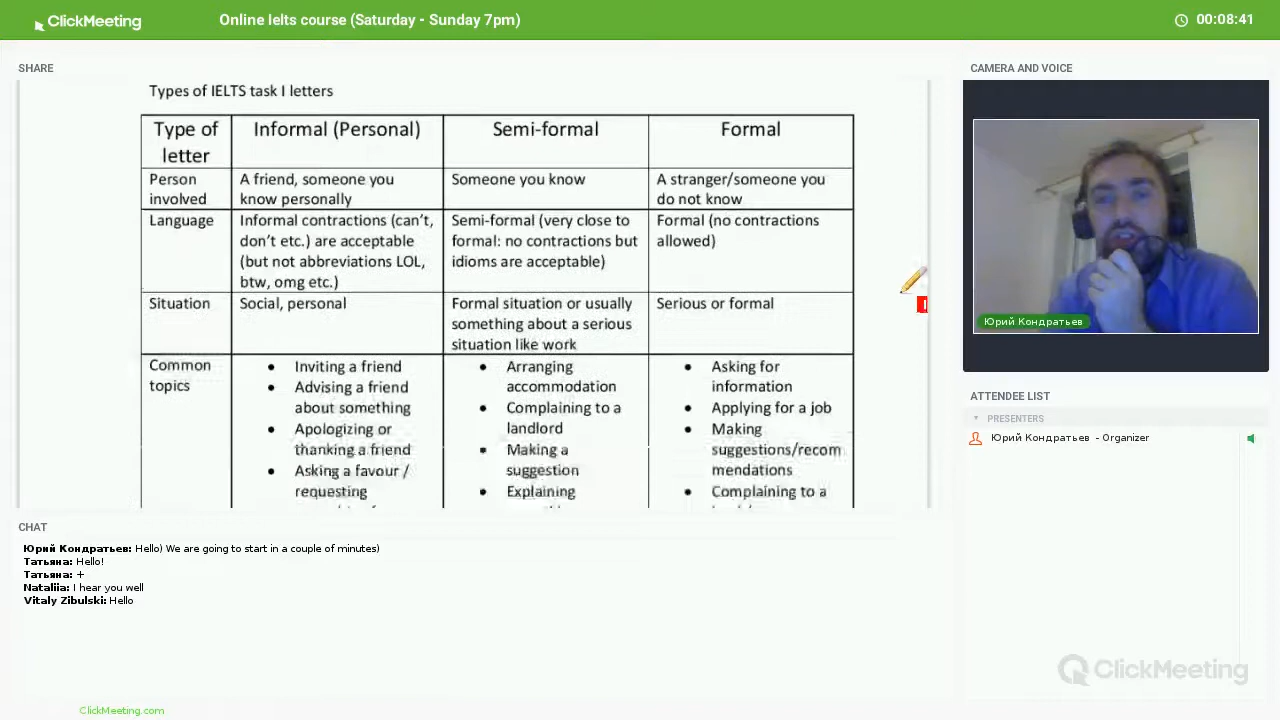 ClickMeeting
Online Ielts course (Saturday - Sunday 7pm)
00:08:41
SHARE
Types of IELTS task I letters
Type of letter
Informal (Personal)
Semi-formal
Formal
Person involved
A friend, someone you
know personally
Someone you know
A stranger/someone you
do not know
Language
Informal contractions (can't,
don't etc.) are acceptable
(but not abbreviations LOL,
btw, omg etc.)
Semi-formal (very close to
formal: no contractions but
idioms are acceptable)
Formal (no contractions
allowed)
Situation
Social, personal
Formal situation or usually
something about a serious
situation like work
Serious or formal
Common
topics
• Inviting a friend
• Advising a friend
about something
• Apologizing or
thanking a friend
• Asking a favour /
requesting
• Arranging
accommodation
• Complaining to a
landlord
• Making a
suggestion
• Explaining
• Asking for
information
• Applying for a job
• Making
suggestions/recom
mendations
• Complaining to a
CAMERA AND VOICE
Юрий Кондратьев
ATTENDEE LIST
PRESENTERS
Юрий Кондратьев - Organizer
CHAT
Юрий Кондратьев: Hello) We are going to start in a couple of minutes)
Татьяна: Hello!
Татьяна: +
Nataliia: I hear you well
Vitaly Zibulski: Hello
ClickMeeting
ClickMeeting.com